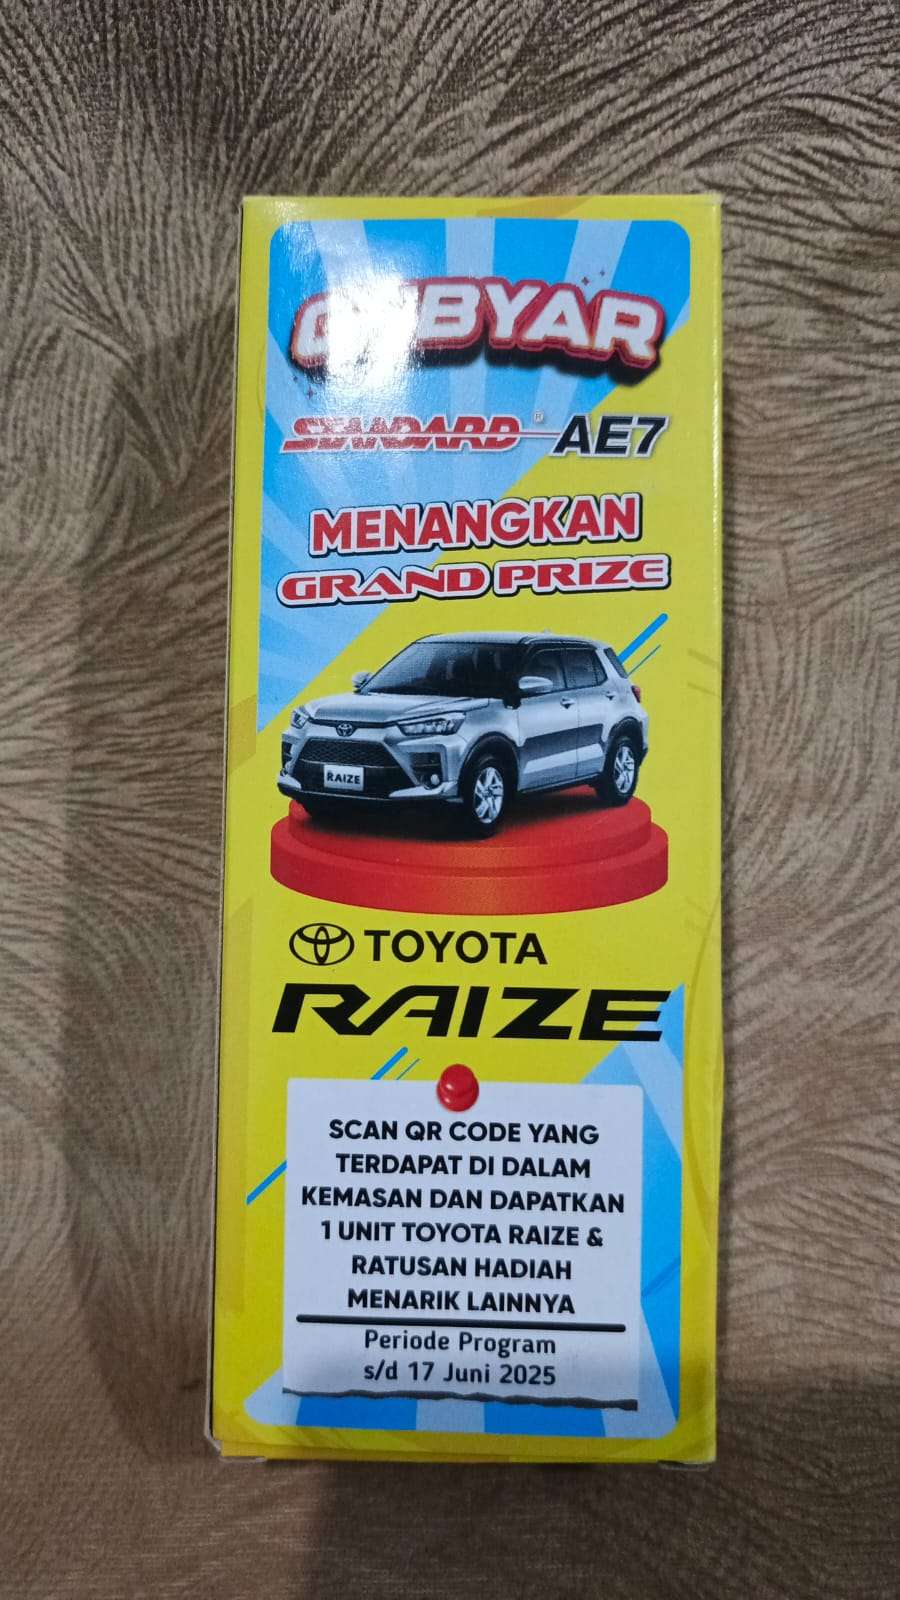 GEBYAR
STANDARD® AE7
MENANGKAN
GRAND PRIZE
RAIZE
TOYOTA
RAIZE
SCAN QR CODE YANG
TERDAPAT DI DALAM
KEMASAN DAN DAPATKAN
1 UNIT TOYOTA RAIZE &
RATUSAN HADIAH
MENARIK LAINNYA
Periode Program
s/d 17 Juni 2025